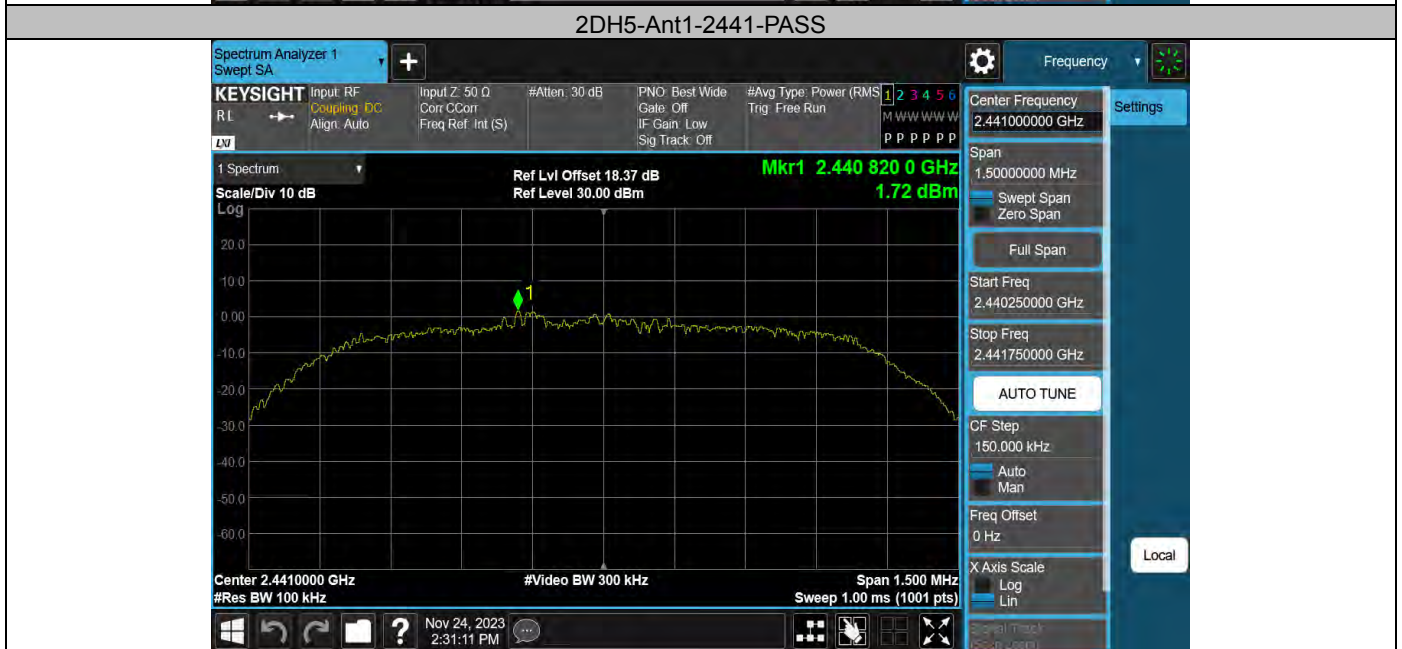 2DH5-Ant1-2441-PASS
Spectrum Analyzer 1
Swept SA
Frequency
KEYSIGHT
R L
LXI
Input: RF
Coupling: DC
Align: Auto
Input Z: 50 Ω
Corr CCorr
Freq Ref: Int (S)
#Atten: 30 dB
PNO: Best Wide
Gate: Off
IF Gain: Low
Sig Track: Off
#Avg Type: Power (RMS
Trig: Free Run
1 2 3 4 5 6
M W W W W W
P P P P P P
1 Spectrum
Scale/Div 10 dB
Log
Ref Lvl Offset 18.37 dB
Ref Level 30.00 dBm
Mkr1 2.440 820 0 GHz
1.72 dBm
20.0
10.0
0.00
-10.0
-20.0
-30.0
-40.0
-50.0
-60.0
1
Center 2.4410000 GHz
#Res BW 100 kHz
#Video BW 300 kHz
Span 1.500 MHz
Sweep 1.00 ms (1001 pts)
Center Frequency
2.441000000 GHz
Settings
Span
1.50000000 MHz
Swept Span
Zero Span
Full Span
Start Freq
2.440250000 GHz
Stop Freq
2.441750000 GHz
AUTO TUNE
CF Step
150.000 kHz
Auto
Man
Freq Offset
0 Hz
X Axis Scale
Log
Lin
Local
Signal Track
?
Nov 24, 2023
2:31:11 PM